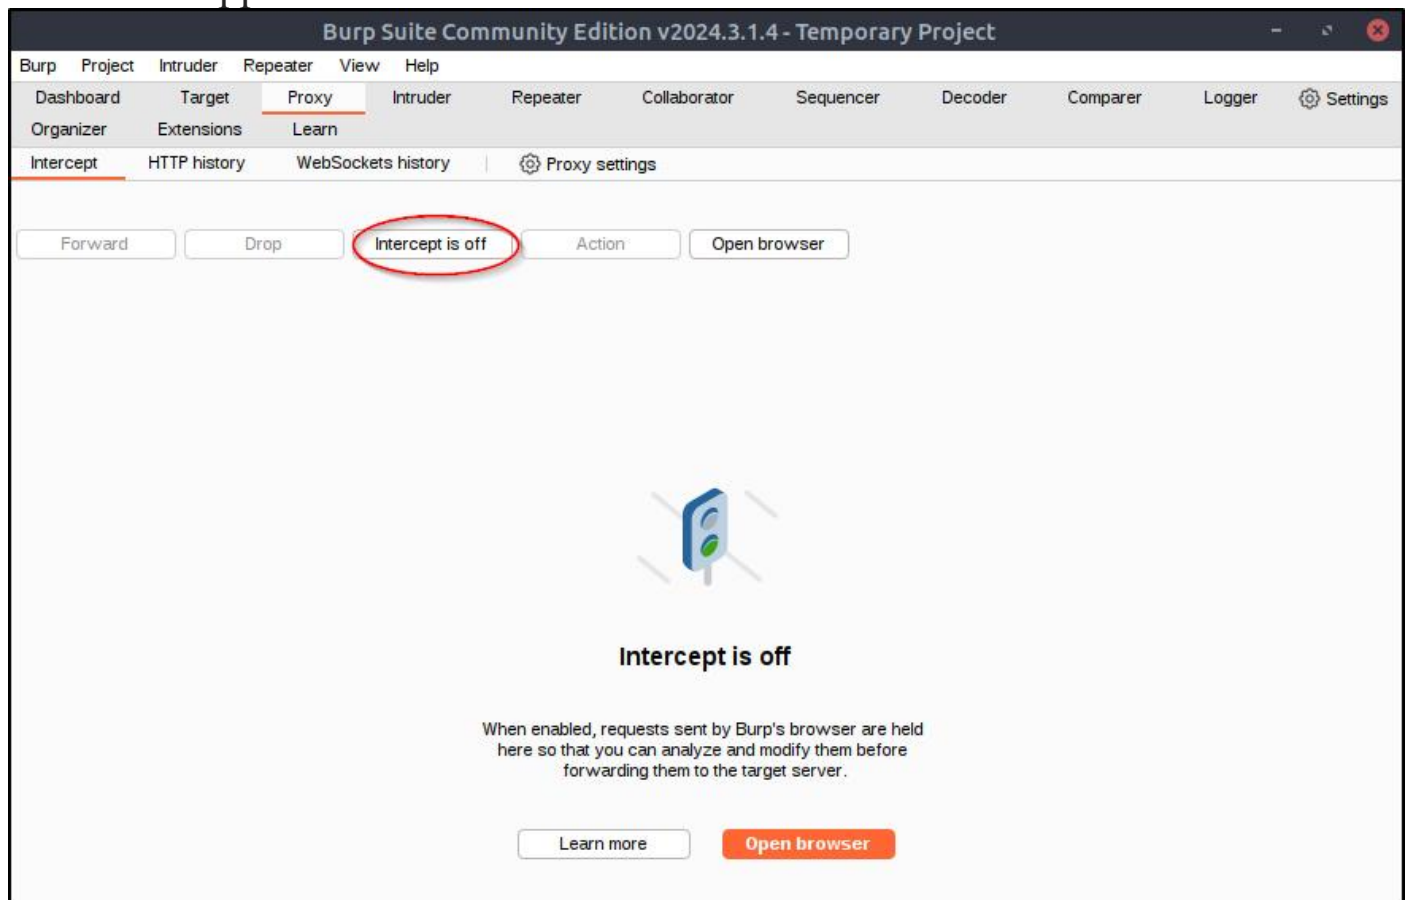 Burp Suite Community Edition v2024.3.1.4 - Temporary Project
Burp Project Intruder Repeater View Help
Dashboard Target Proxy Intruder Repeater Collaborator Sequencer Decoder Comparer Logger Settings
Organizer Extensions Learn
Intercept HTTP history WebSockets history Proxy settings
Forward Drop Intercept is off Action Open browser
Intercept is off
When enabled, requests sent by Burp's browser are held
here so that you can analyze and modify them before
forwarding them to the target server.
Learn more Open browser